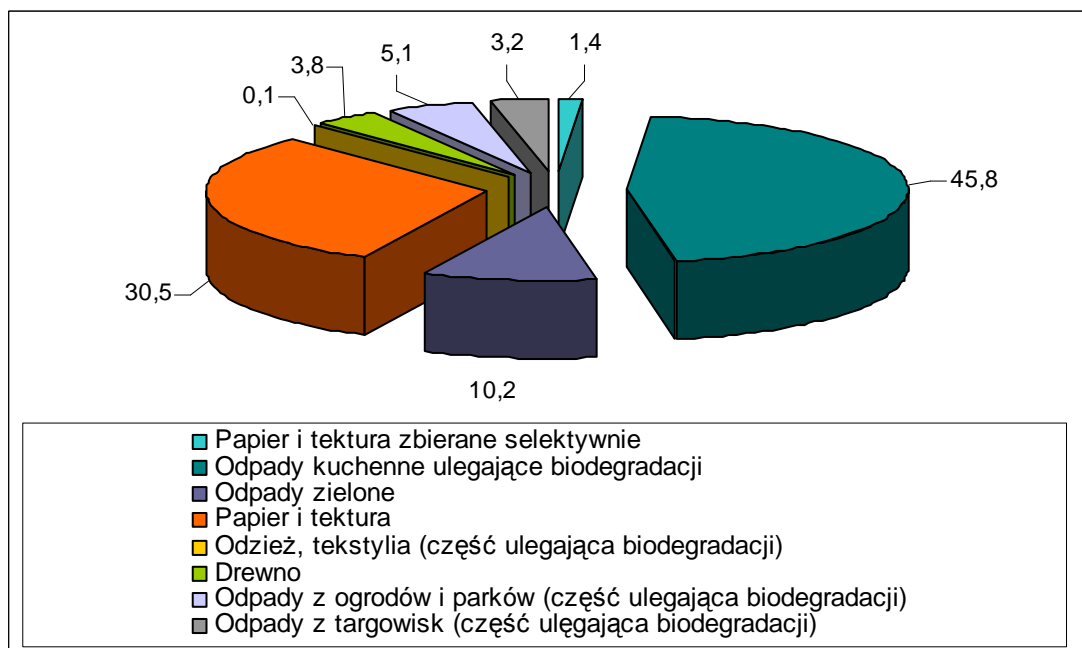 3,2
1,4
5,1
3,8
0,1
45,8
30,5
10,2
Papier i tektura zbierane selektywnie
Odpady kuchenne ulegające biodegradacji
Odpady zielone
Papier i tektura
Odzież, tekstylia (część ulegająca biodegradacji)
Drewno
Odpady z ogrodów i parków (część ulegająca biodegradacji)
Odpady z targowisk (część ulęgająca biodegradacji)